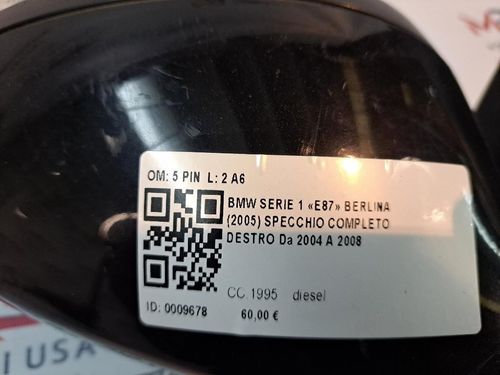 OM: 5 PIN L: 2 A6
BMW SERIE 1 «E87» BERLINA
(2005) SPECCHIO COMPLETO
DESTRO Da 2004 A 2008
CC 1995 diesel
ID: 0009678 60,00 €
I USA